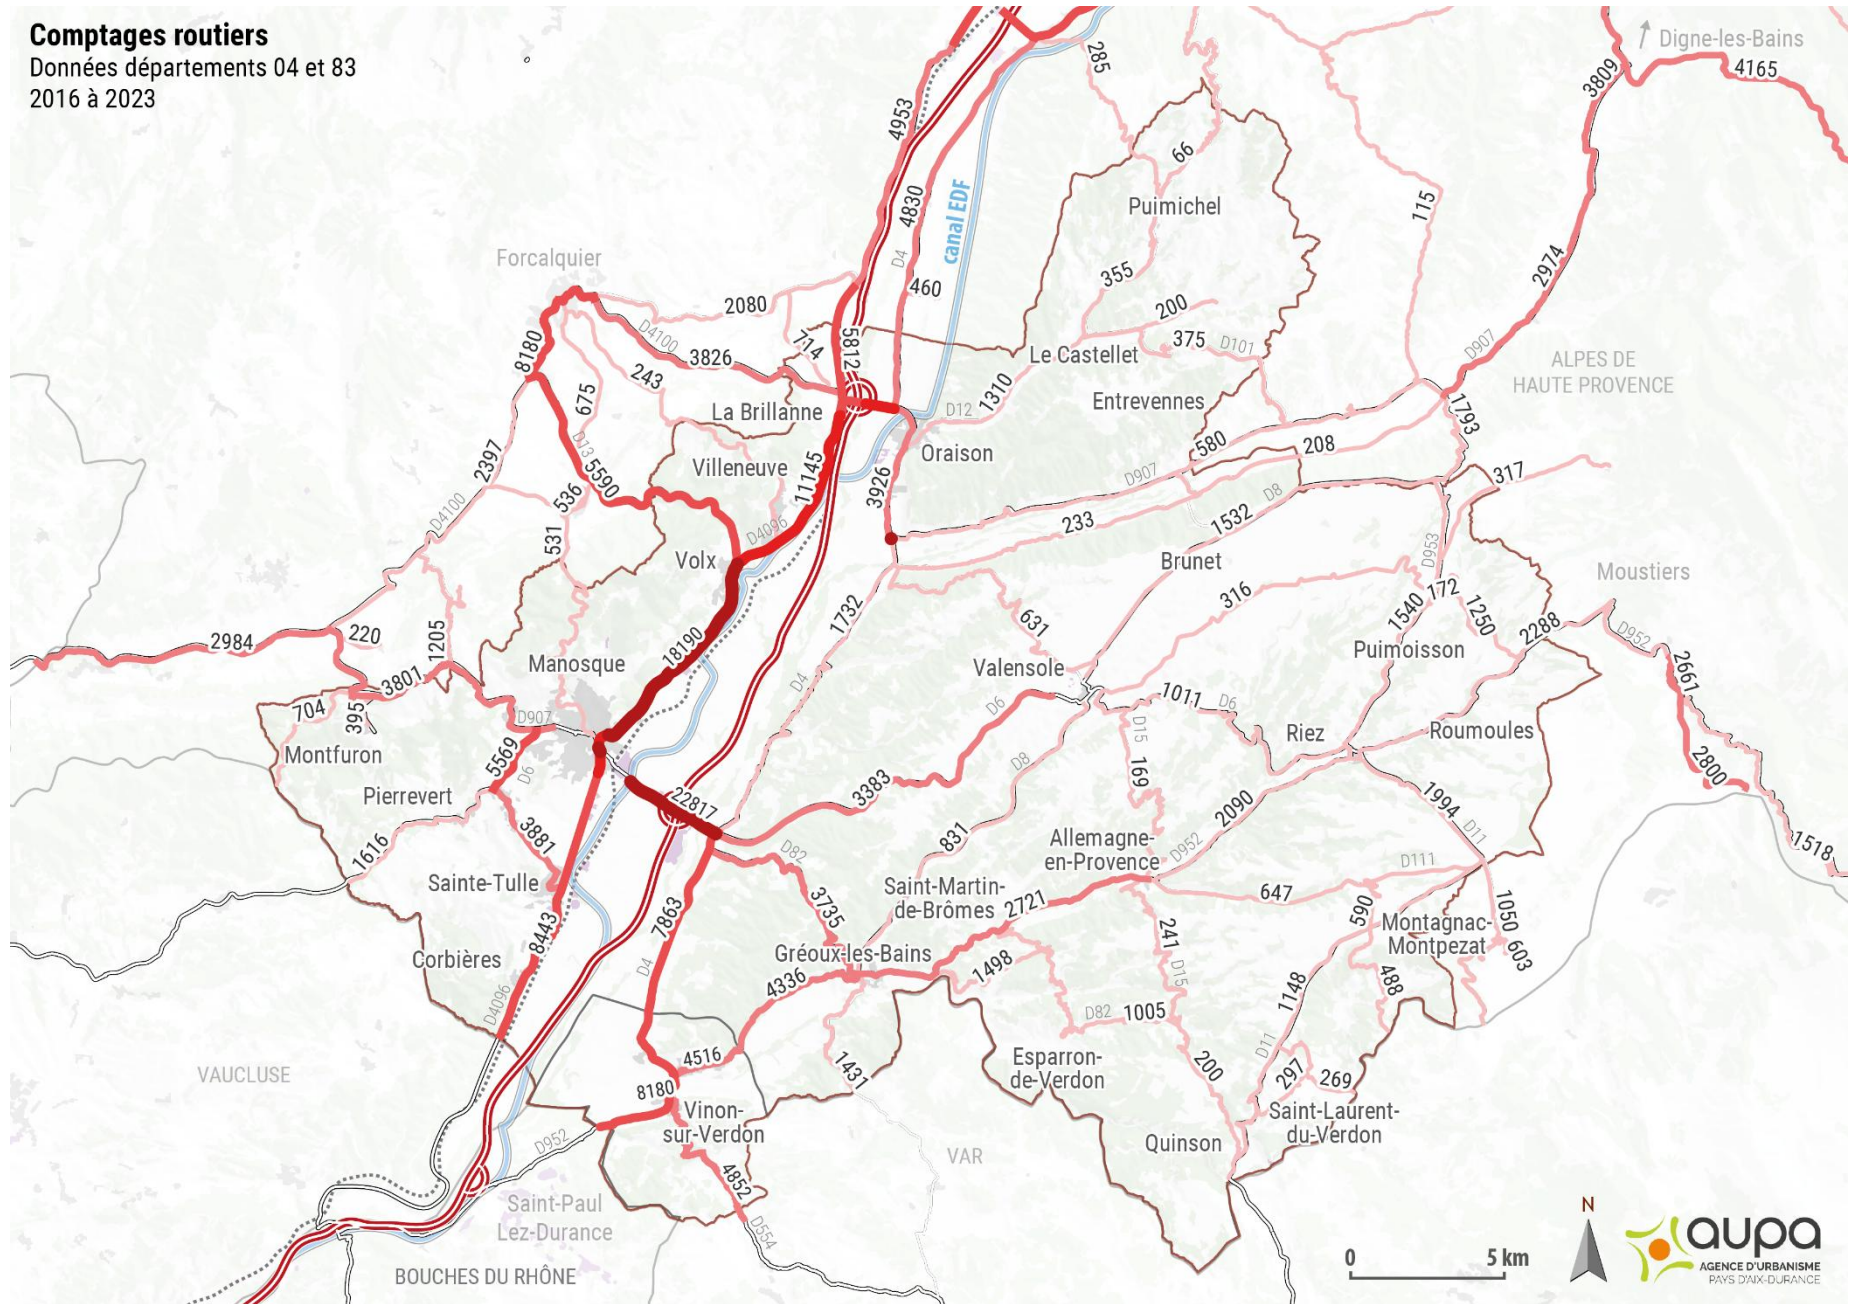 Comptages routiers
Données départements 04 et 83
2016 à 2023
Digne-les-Bains
4165
3809
285
4953
66
4830
canal EDF
Puimichel
115
D4
Forcalquier
2974
355
460
200
2080
D4100
714
5812
8180
3826
375
D101
D907
Le Castellet
ALPES DE
HAUTE PROVENCE
243
675
1310
Entrevennes
La Brillanne
D12
1793
D13
580
208
Oraison
2397
Villeneuve
11145
D907
317
5590
536
3926
D8
D4100
233
1532
D4096
531
D953
Volx
Brunet
Moustiers
172
316
1540
1250
1732
631
2288
D952
220
2984
1205
18190
Puimoisson
Manosque
Valensole
2661
3801
D4
1011
D6
704
395
D907
D6
D15
Riez
Roumoules
Montfuron
5569
D6
D8
169
2800
Pierrevert
22817
3383
1994
2090
3881
831
D11
1616
Allemagne-
en-Provence
D952
1518
D82
D111
Sainte-Tulle
Saint-Martin-
de-Brômes
647
3735
2721
590
1050
7863
8443
241
Montagnac-
Montpezat
603
Corbières
Gréoux-les-Bains
D4
4336
1498
D15
488
1148
D4096
D82
1005
4516
Esparron-
de-Verdon
D11
VAUCLUSE
1431
200
297
269
8180
Vinon-
sur-Verdon
Saint-Laurent-
du-Verdon
D952
Quinson
VAR
4852
Saint-Paul
Lez-Durance
D554
N
BOUCHES DU RHÔNE
0
5 km
aupa
AGENCE D'URBANISME
PAYS D'AIX-DURANCE